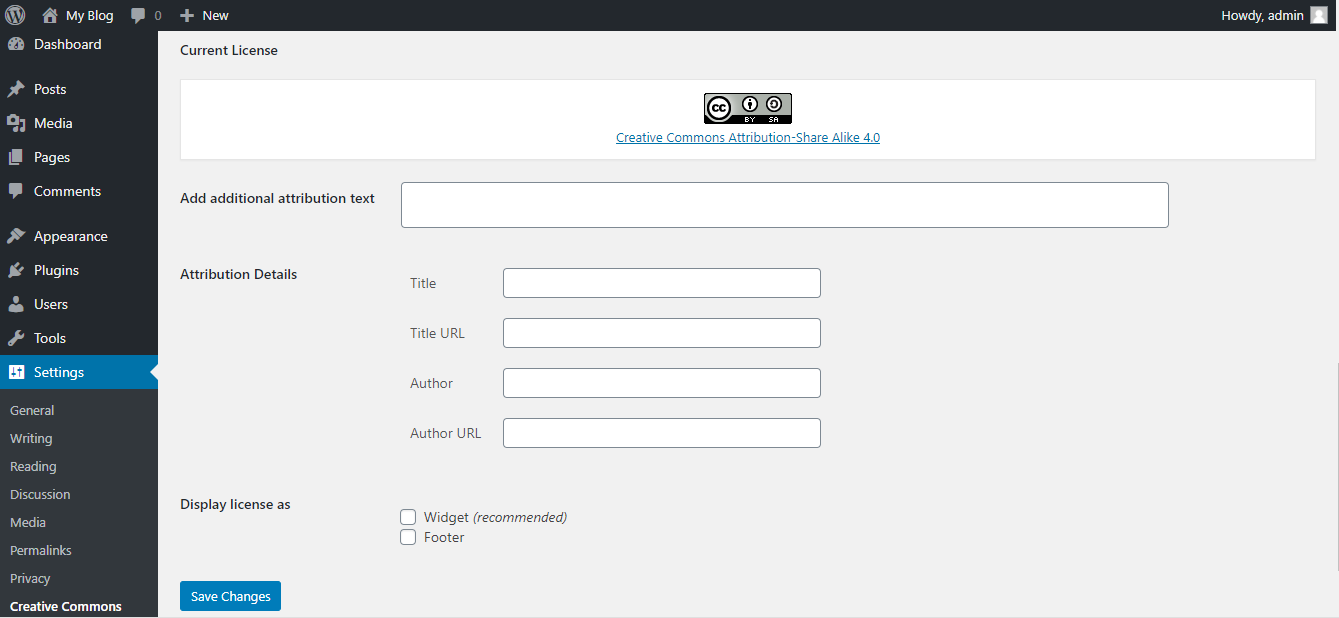 My Blog 0 New Howdy, admin
Dashboard
Posts
Media
Pages
Comments
Appearance
Plugins
Users
Tools
Settings
General
Writing
Reading
Discussion
Media
Permalinks
Privacy
Creative Commons
Current License
cc BY SA
Creative Commons Attribution-Share Alike 4.0
Add additional attribution text
Attribution Details
Title
Title URL
Author
Author URL
Display license as
Widget (recommended)
Footer
Save Changes